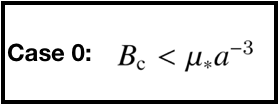 Case 0: B_c < μ_* a^{-3}